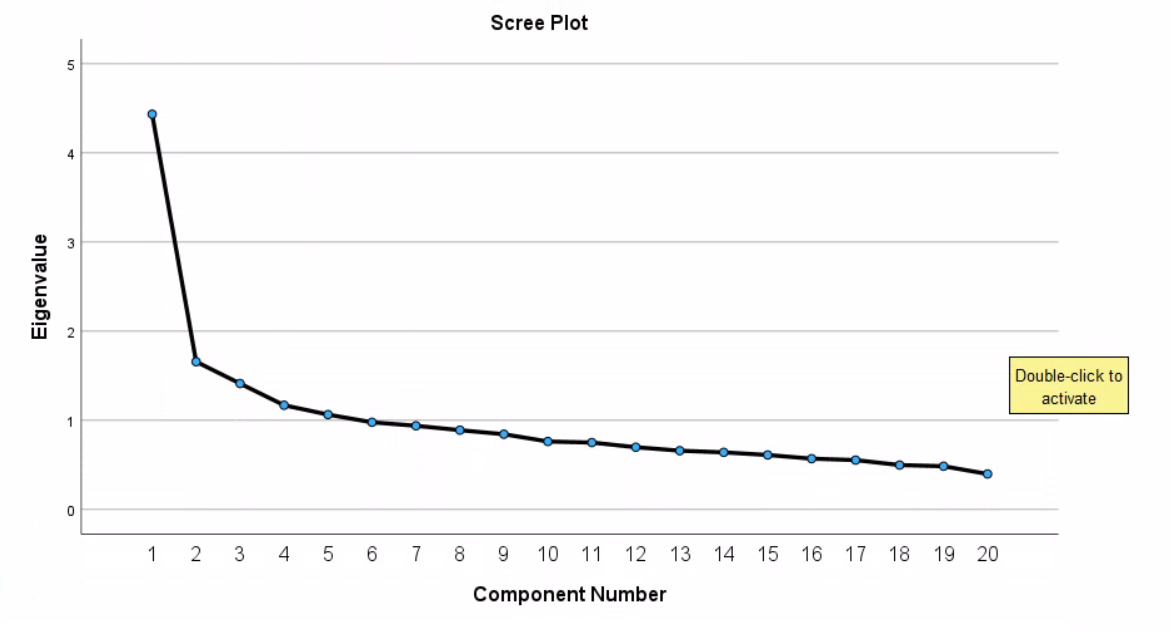 Scree Plot
Eigenvalue
5
4
3
2
1
0
Double-click to
activate
1 2 3 4 5 6 7 8 9 10 11 12 13 14 15 16 17 18 19 20
Component Number